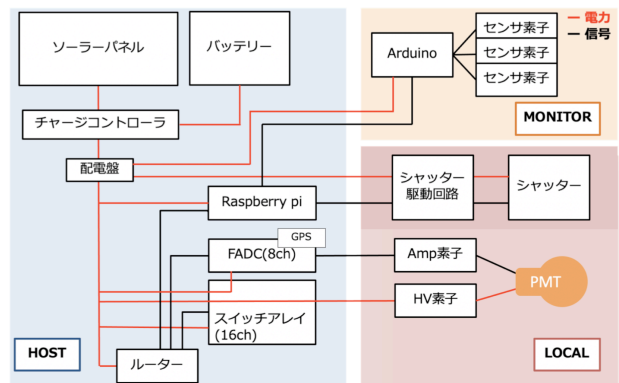 ソーラーパネル
バッテリー
チャージコントローラ
配電盤
Raspberry pi
GPS
FADC(8ch)
スイッチアレイ
(16ch)
ルーター
HOST
Arduino
センサ素子
センサ素子
センサ素子
ー 電力
ー 信号
MONITOR
シャッター
駆動回路
シャッター
Amp素子
HV素子
PMT
LOCAL